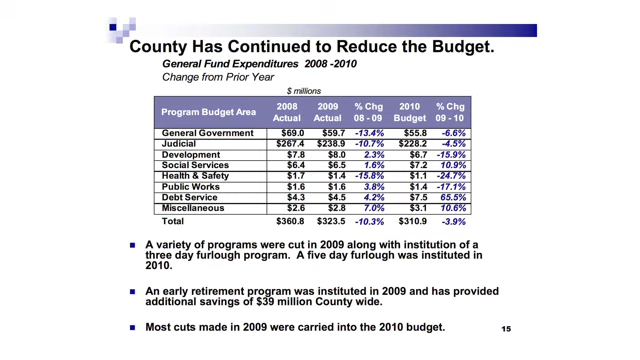 County Has Continued to Reduce the Budget.
General Fund Expenditures 2008 -2010
Change from Prior Year
$ millions
Program Budget Area 2008 Actual 2009 Actual % Chg 08 - 09 2010 Budget % Chg 09 - 10
General Government $69.0 $59.7 -13.4% $55.8 -6.6%
Judicial $267.4 $238.9 -10.7% $228.2 -4.5%
Development $7.8 $8.0 2.3% $6.7 -15.9%
Social Services $6.4 $6.5 1.6% $7.2 10.9%
Health & Safety $1.7 $1.4 -15.8% $1.1 -24.7%
Public Works $1.6 $1.6 3.8% $1.4 -17.1%
Debt Service $4.3 $4.5 4.2% $7.5 65.5%
Miscellaneous $2.6 $2.8 7.0% $3.1 10.6%
Total $360.8 $323.5 -10.3% $310.9 -3.9%
A variety of programs were cut in 2009 along with institution of a
three day furlough program. A five day furlough was instituted in
2010.
An early retirement program was instituted in 2009 and has provided
additional savings of $39 million County wide.
Most cuts made in 2009 were carried into the 2010 budget.
15